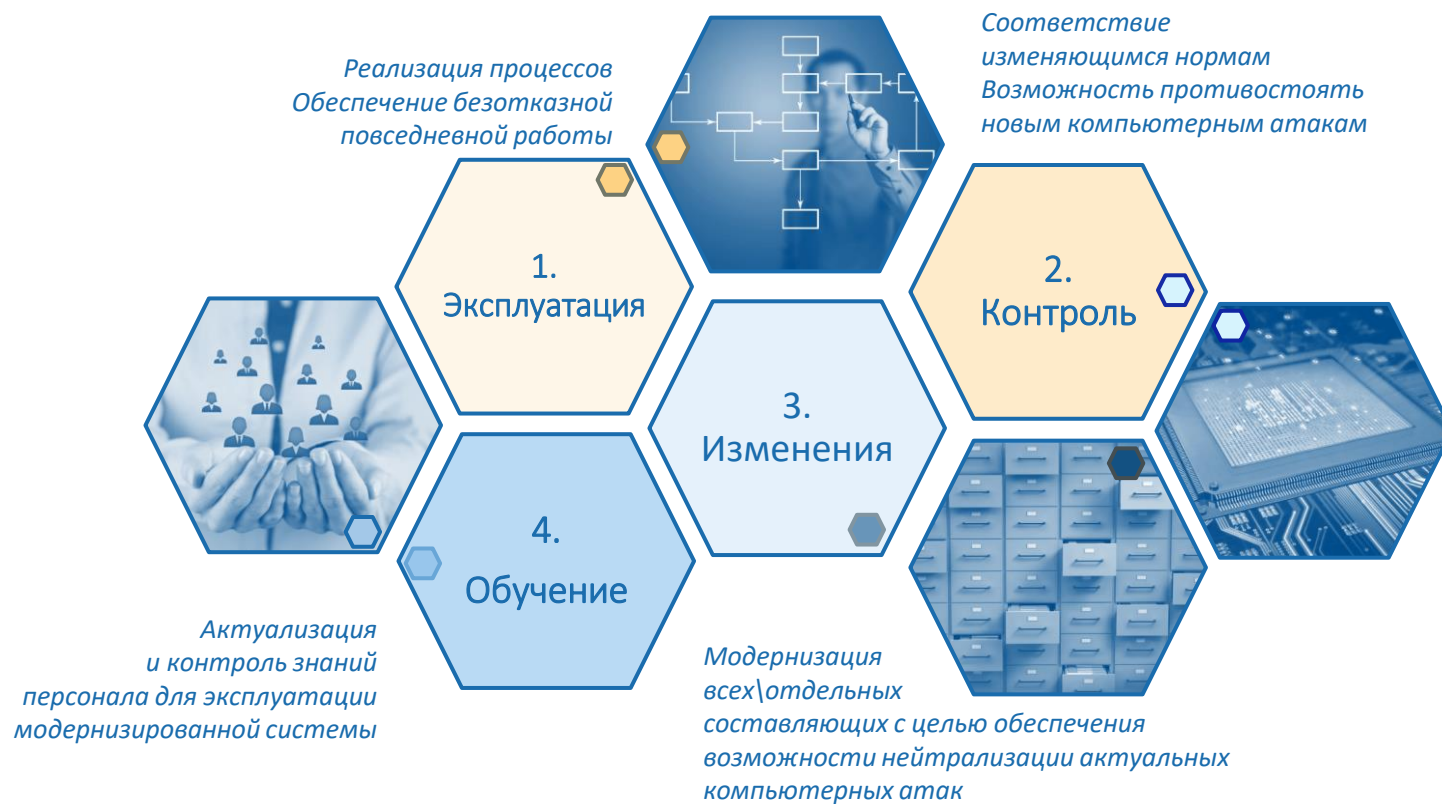 Реализация процессов
Обеспечение безотказной
повседневной работы
Соответствие
изменяющимся нормам
Возможность противостоять
новым компьютерным атакам
1.
Эксплуатация
2.
Контроль
3.
Изменения
4.
Обучение
Актуализация
и контроль знаний
персонала для эксплуатации
модернизированной системы
Модернизация
всех\отдельных
составляющих с целью обеспечения
возможности нейтрализации актуальных
компьютерных атак